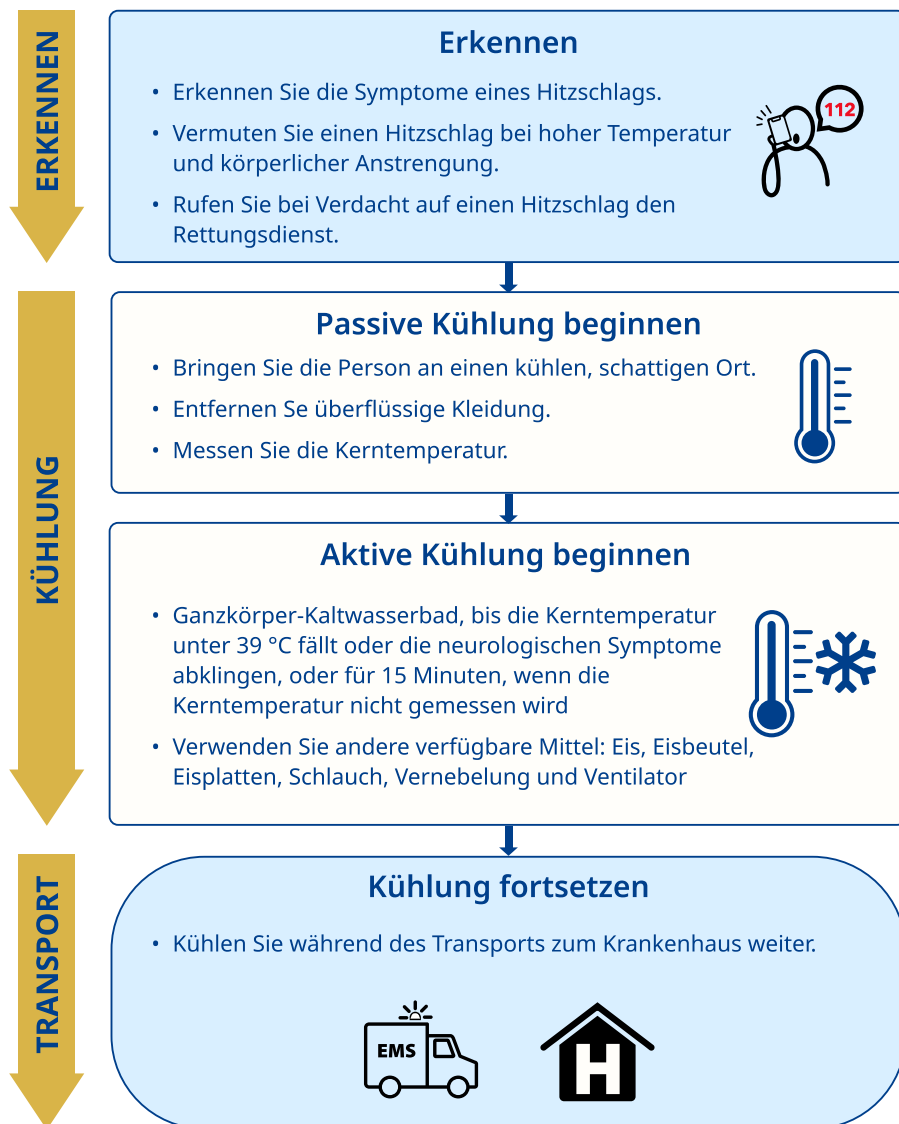 ERKENNEN
Erkennen
• Erkennen Sie die Symptome eines Hitzschlags.
• Vermuten Sie einen Hitzschlag bei hoher Temperatur
und körperlicher Anstrengung.
• Rufen Sie bei Verdacht auf einen Hitzschlag den
Rettungsdienst.
112
KÜHLUNG
Passive Kühlung beginnen
• Bringen Sie die Person an einen kühlen, schattigen Ort.
• Entfernen Se überflüssige Kleidung.
• Messen Sie die Kerntemperatur.
Aktive Kühlung beginnen
• Ganzkörper-Kaltwasserbad, bis die Kerntemperatur
unter 39 °C fällt oder die neurologischen Symptome
abklingen, oder für 15 Minuten, wenn die
Kerntemperatur nicht gemessen wird
• Verwenden Sie andere verfügbare Mittel: Eis, Eisbeutel,
Eisplatten, Schlauch, Vernebelung und Ventilator
TRANSPORT
Kühlung fortsetzen
• Kühlen Sie während des Transports zum Krankenhaus weiter.
EMS
H